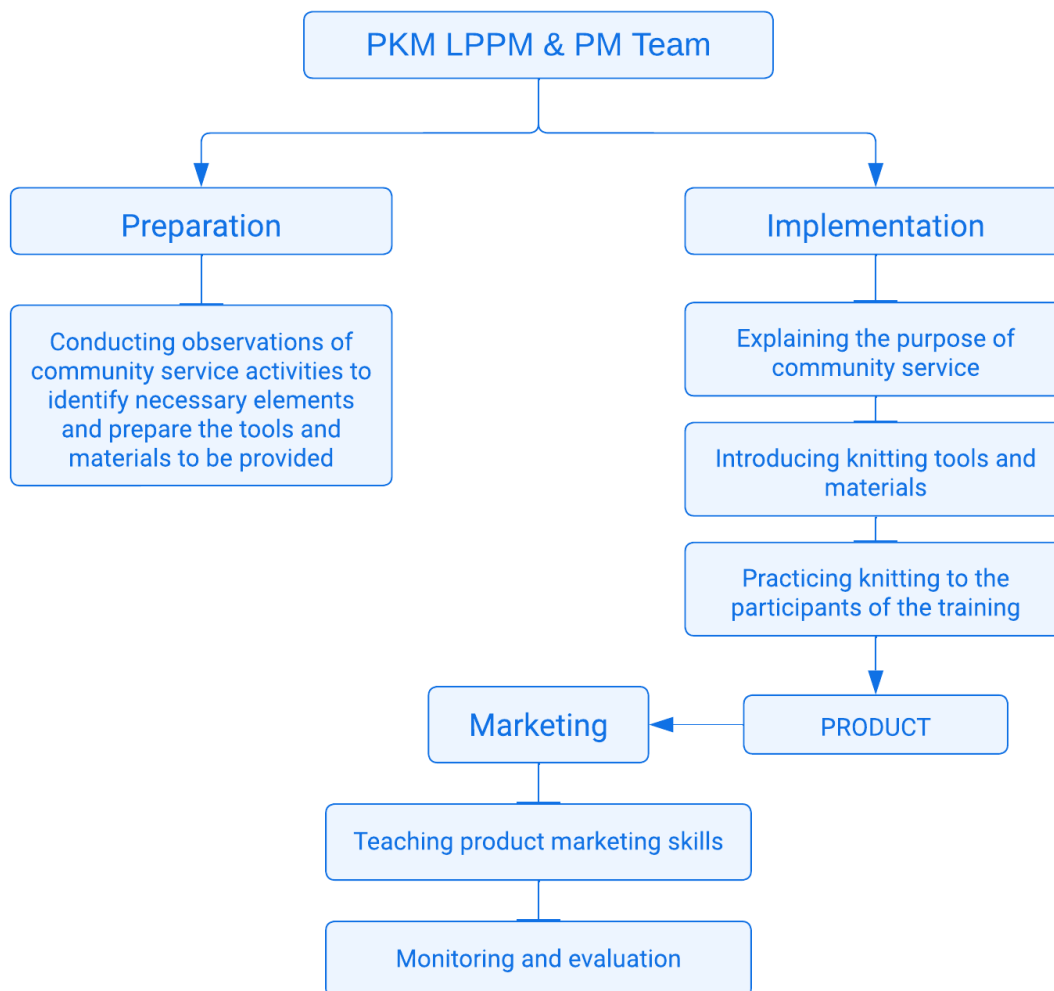 PKM LPPM & PM Team
Preparation
Implementation
Conducting observations of
community service activities to
identify necessary elements
and prepare the tools and
materials to be provided
Explaining the purpose of
community service
Introducing knitting tools and
materials
Practicing knitting to the
participants of the training
PRODUCT
Marketing
Teaching product marketing skills
Monitoring and evaluation